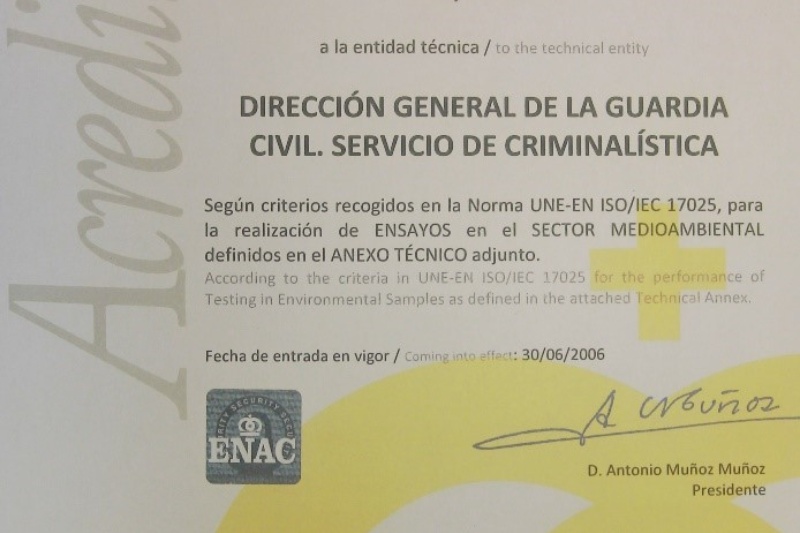 Acredi
a la entidad técnica / to the technical entity
DIRECCIÓN GENERAL DE LA GUARDIA
CIVIL. SERVICIO DE CRIMINALÍSTICA
Según criterios recogidos en la Norma UNE-EN ISO/IEC 17025, para
la realización de ENSAYOS en el SECTOR MEDIOAMBIENTAL
definidos en el ANEXO TÉCNICO adjunto.
According to the criteria in UNE-EN ISO/IEC 17025 for the performance of
Testing in Environmental Samples as defined in the attached Technical Annex.
Fecha de entrada en vigor / Coming into effect: 30/06/2006
SECURITY
ENAC
D. Antonio Muñoz Muñoz
Presidente